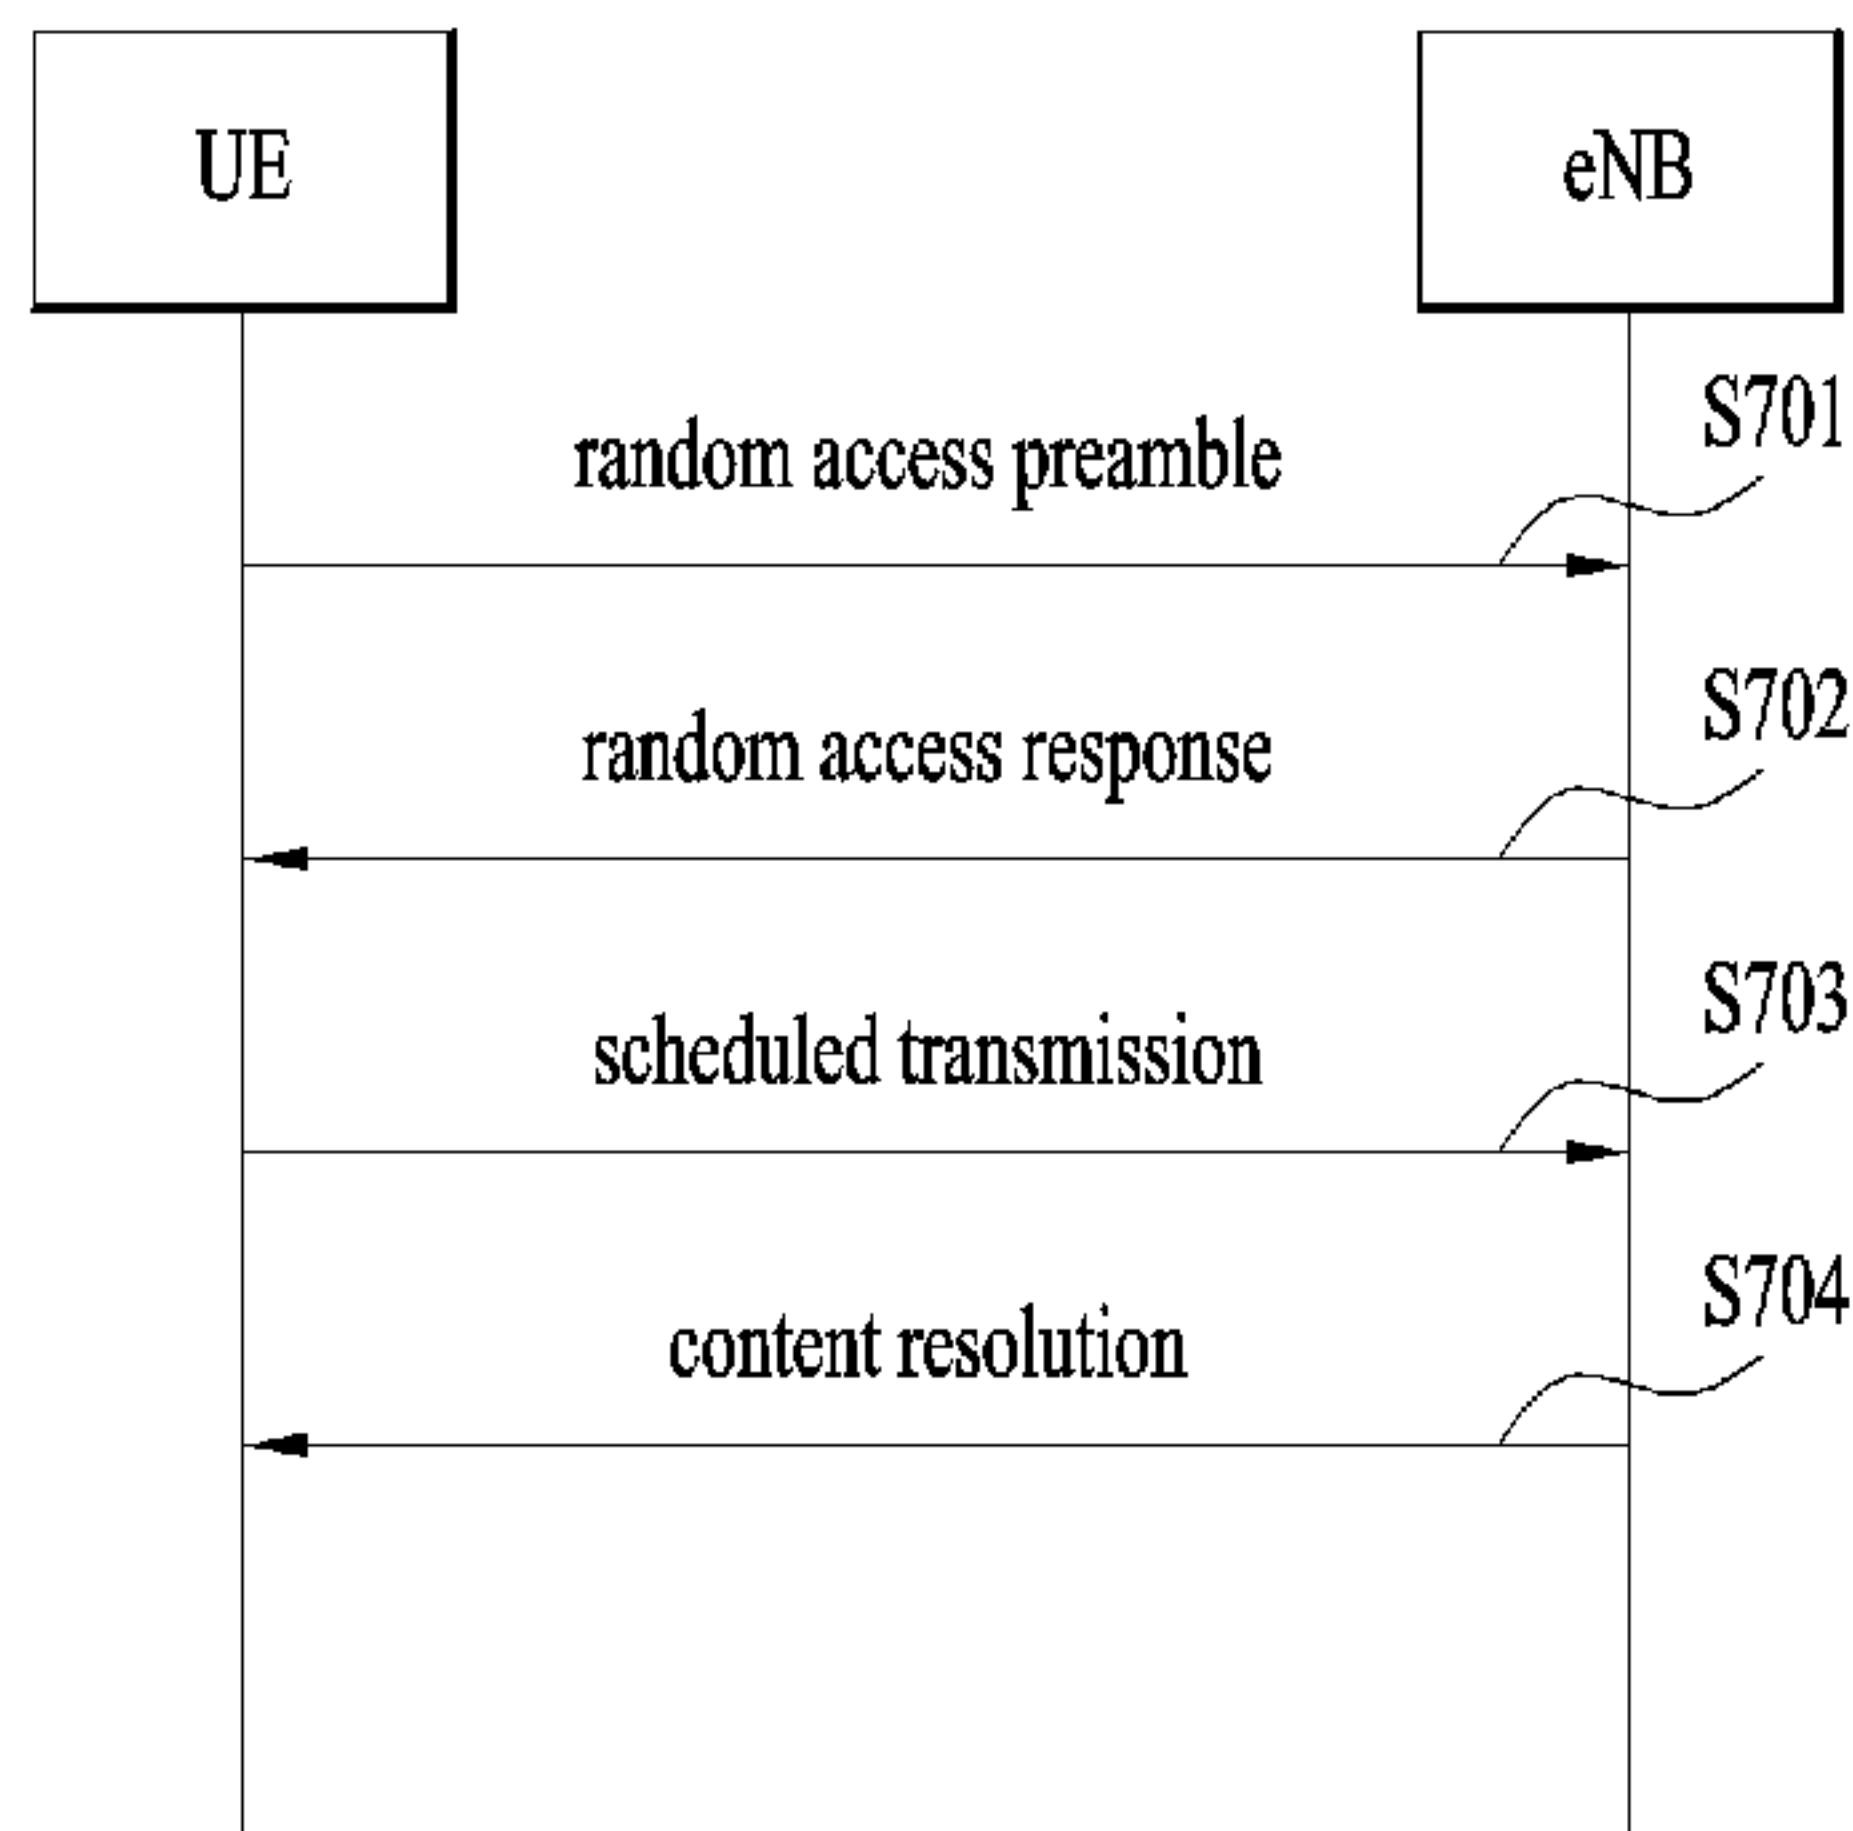 UE
eNB
S701
random access preamble
S702
random access response
S703
scheduled transmission
S704
content resolution